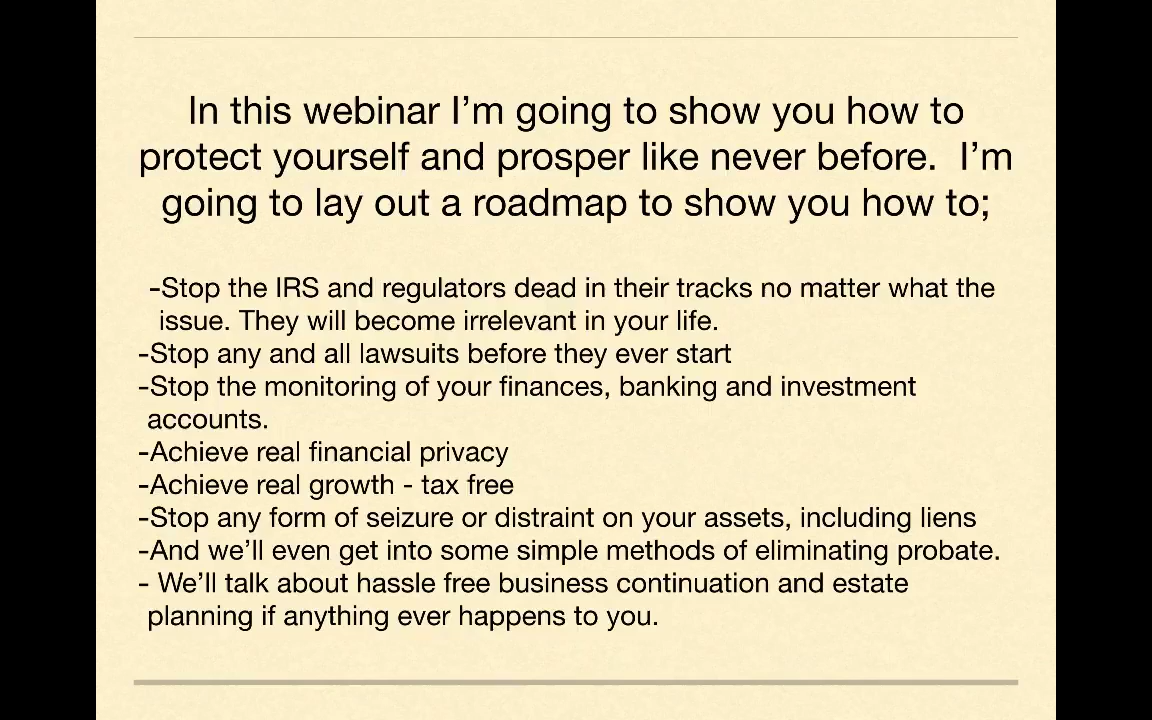 In this webinar I’m going to show you how to
protect yourself and prosper like never before.  I’m
going to lay out a roadmap to show you how to;
-Stop the IRS and regulators dead in their tracks no matter what the
issue. They will become irrelevant in your life.
-Stop any and all lawsuits before they ever start
-Stop the monitoring of your finances, banking and investment
accounts.
-Achieve real financial privacy
-Achieve real growth - tax free
-Stop any form of seizure or distraint on your assets, including liens
-And we’ll even get into some simple methods of eliminating probate.
- We’ll talk about hassle free business continuation and estate
planning if anything ever happens to you.